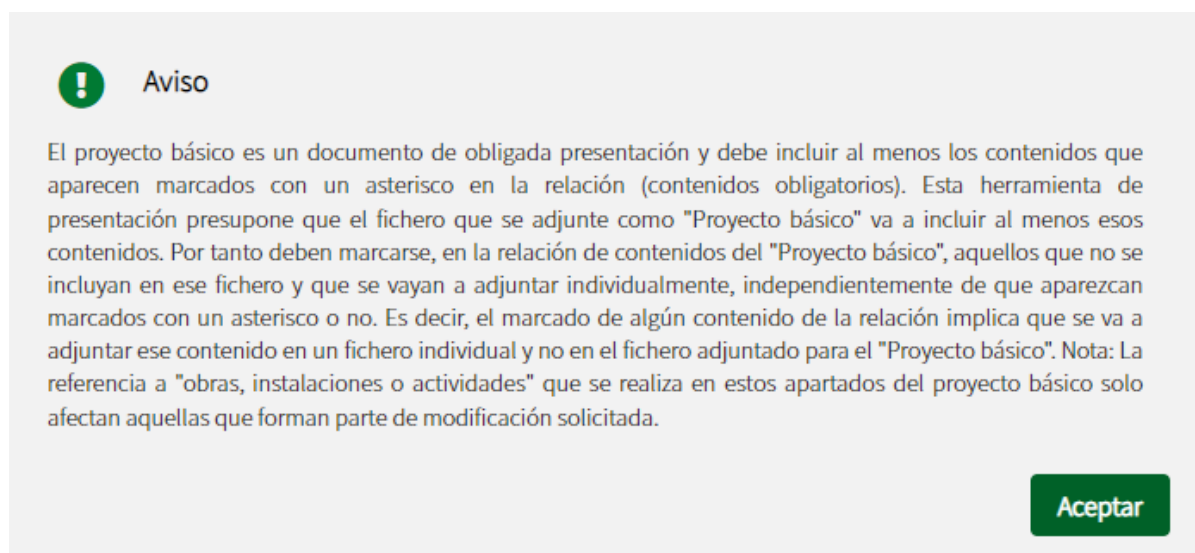 Aviso
El proyecto básico es un documento de obligada presentación y debe incluir al menos los contenidos que
aparecen marcados con un asterisco en la relación (contenidos obligatorios). Esta herramienta de
presentación presupone que el fichero que se adjunte como "Proyecto básico" va a incluir al menos esos
contenidos. Por tanto deben marcarse, en la relación de contenidos del "Proyecto básico", aquellos que no se
incluyan en ese fichero y que se vayan a adjuntar individualmente, independientemente de que aparezcan
marcados con un asterisco o no. Es decir, el marcado de algún contenido de la relación implica que se va a
adjuntar ese contenido en un fichero individual y no en el fichero adjuntado para el "Proyecto básico". Nota: La
referencia a "obras, instalaciones o actividades" que se realiza en estos apartados del proyecto básico solo
afectan aquellas que forman parte de modificación solicitada.
Aceptar